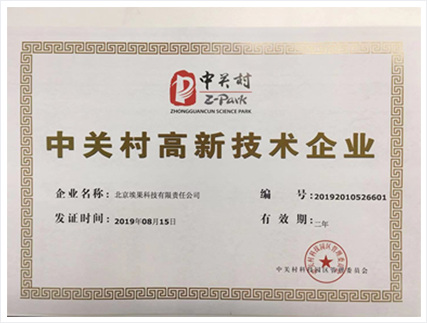 中关村
Z-Park
ZHONGGUANCUN SCIENCE PARK
中关村高新技术企业
企业名称: 北京埃果科技有限责任公司 编 号: 20192010526601
发证时间: 2019年08月15日 有 效 期: 二年
中关村科技园区管理委员会